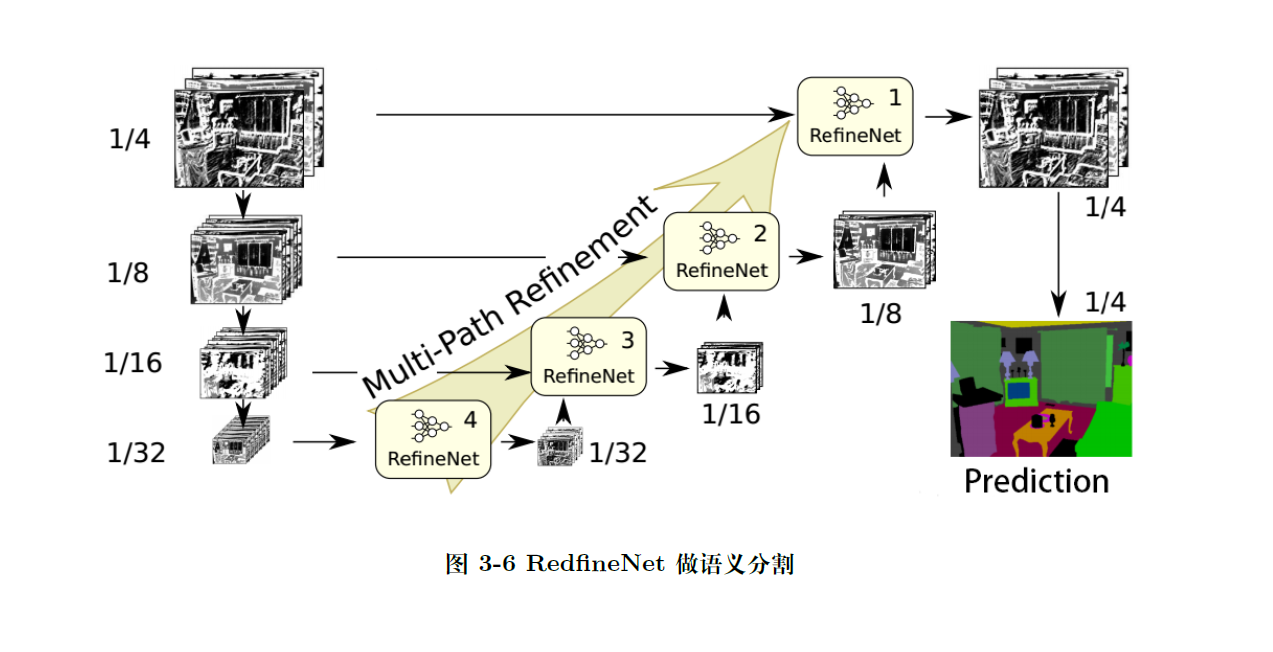 1/4
1
RefineNet
1/4
1/8
Multi-Path Refinement
2
RefineNet
1/8
1/4
1/16
3
RefineNet
1/16
1/32
4
RefineNet
1/32
Prediction
图 3-6 RedfineNet 做语义分割